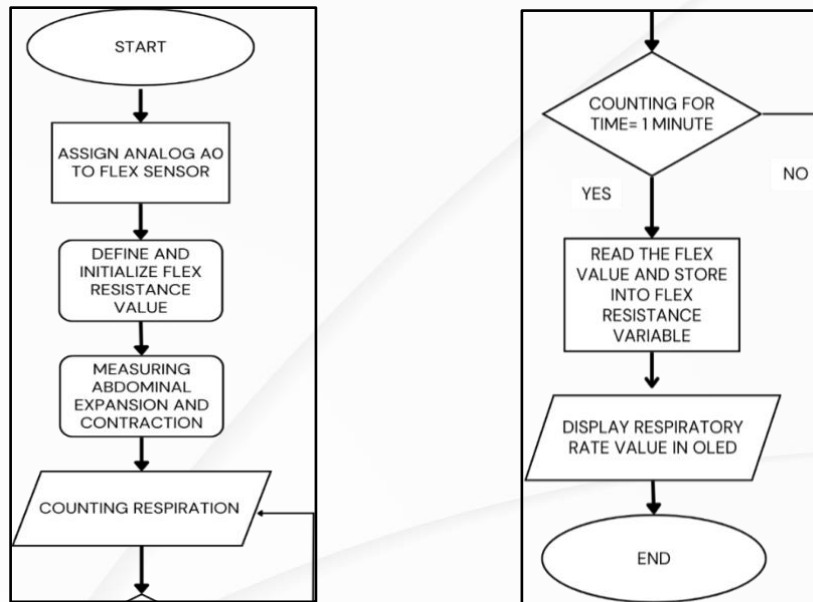 START
ASSIGN ANALOG A0
TO FLEX SENSOR
DEFINE AND
INITIALIZE FLEX
RESISTANCE
VALUE
MEASURING
ABDOMINAL
EXPANSION AND
CONTRACTION
COUNTING RESPIRATION
COUNTING FOR
TIME= 1 MINUTE
YES
NO
READ THE FLEX
VALUE AND STORE
INTO FLEX
RESISTANCE
VARIABLE
DISPLAY RESPIRATORY
RATE VALUE IN OLED
END